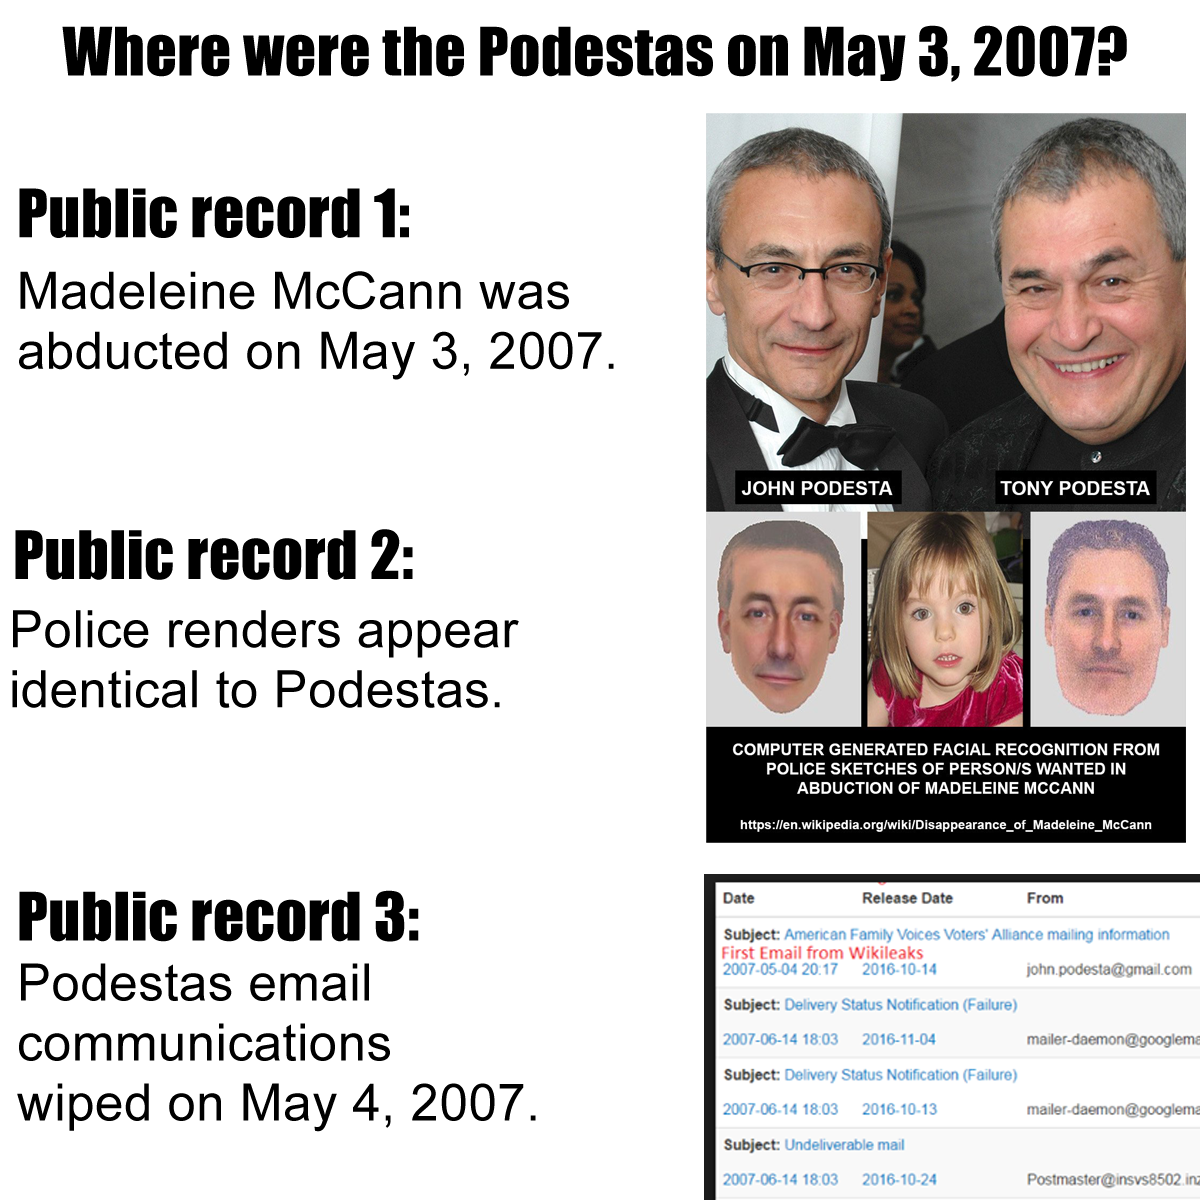 Where were the Podestas on May 3, 2007?
Public record 1:
Madeleine McCann was
abducted on May 3, 2007.
Public record 2:
Police renders appear
identical to Podestas.
Public record 3:
Podestas email
communications
wiped on May 4, 2007.
JOHN PODESTA TONY PODESTA
COMPUTER GENERATED FACIAL RECOGNITION FROM
POLICE SKETCHES OF PERSON/S WANTED IN
ABDUCTION OF MADELEINE MCCANN
https://en.wikipedia.org/wiki/Disappearance_of_Madeleine_McCann
Date Release Date From
Subject: American Family Voices Voters' Alliance mailing information
First Email from Wikileaks
2007-05-04 20:17 2016-10-14 john.podesta@gmail.com
Subject: Delivery Status Notification (Failure)
2007-06-14 18:03 2016-11-04 mailer-daemon@googlema
Subject: Delivery Status Notification (Failure)
2007-06-14 18:03 2016-10-13 mailer-daemon@googlema
Subject: Undeliverable mail
2007-06-14 18:03 2016-10-24 Postmaster@insvs8502.in